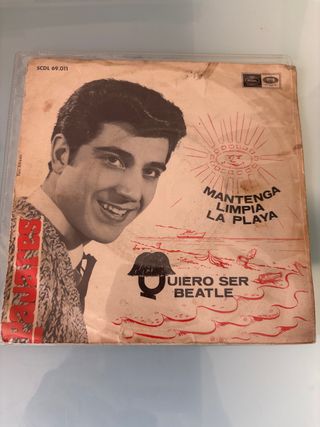 SCDL 69.011
MANTENGA
LIMPIA
LA PLAYA
QUIERO SER
BEATLE